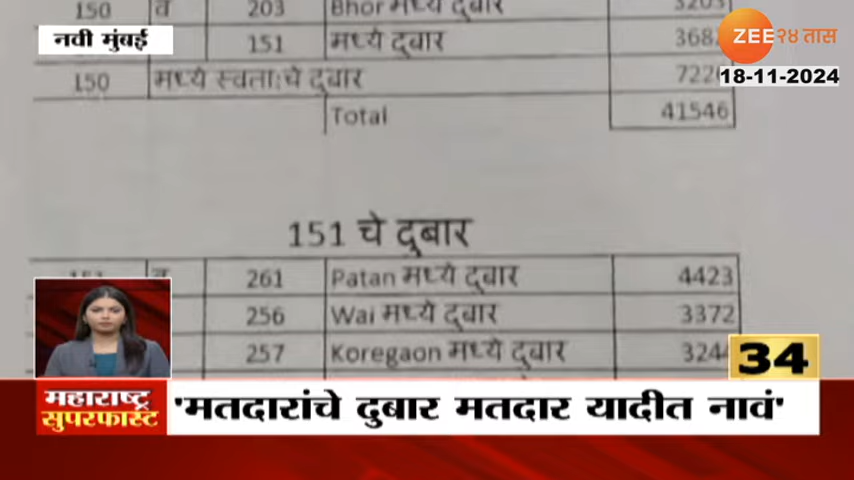 150 व 203 Bhor मध्ये दुबार
नवी मुंबई
151 मध्ये दुबार
ZEE २४ तास
150 मध्ये स्वता:चे दुबार
18-11-2024
Total 41546
151 चे दुबार
261 Patan मध्ये दुबार 4423
256 Wai मध्ये दुबार 3372
257 Koregaon मध्ये दुबार
34
महाराष्ट्र
सुपरफास्ट
'मतदारांचे दुबार मतदार यादीत नावं'